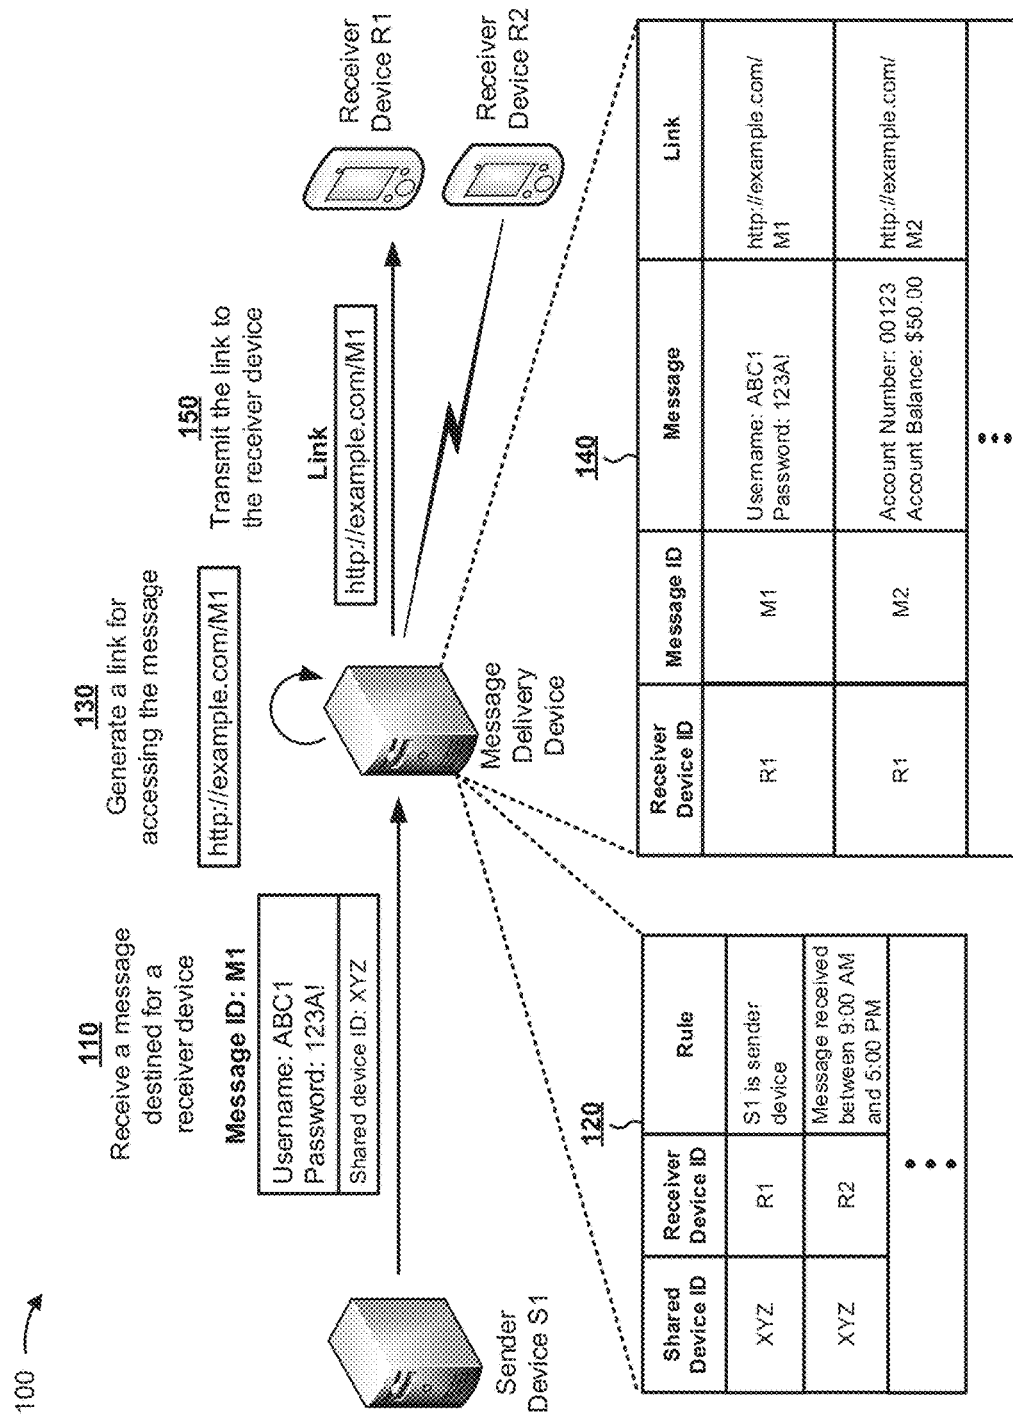 100
110
Receive a message
destined for a
receiver device
Message ID: M1
Username: ABC1
Password: 123A!
Shared device ID: XYZ
Sender
Device S1
130
Generate a link for
accessing the message
http://example.com/M1
Message
Delivery
Device
150
Transmit the link to
the receiver device
Link
http://example.com/M1
Receiver
Device R1
Receiver
Device R2
120
Shared
Device ID
Receiver
Device ID
Rule
XYZ
R1
S1 is sender
device
XYZ
R2
Message received
between 9:00 AM
and 5:00 PM
140
Receiver
Device ID
Message ID
Message
Link
R1
M1
Username: ABC1
Password: 123A!
http://example.com/
M1
R1
M2
Account Number: 00123
Account Balance: $50.00
http://example.com/
M2